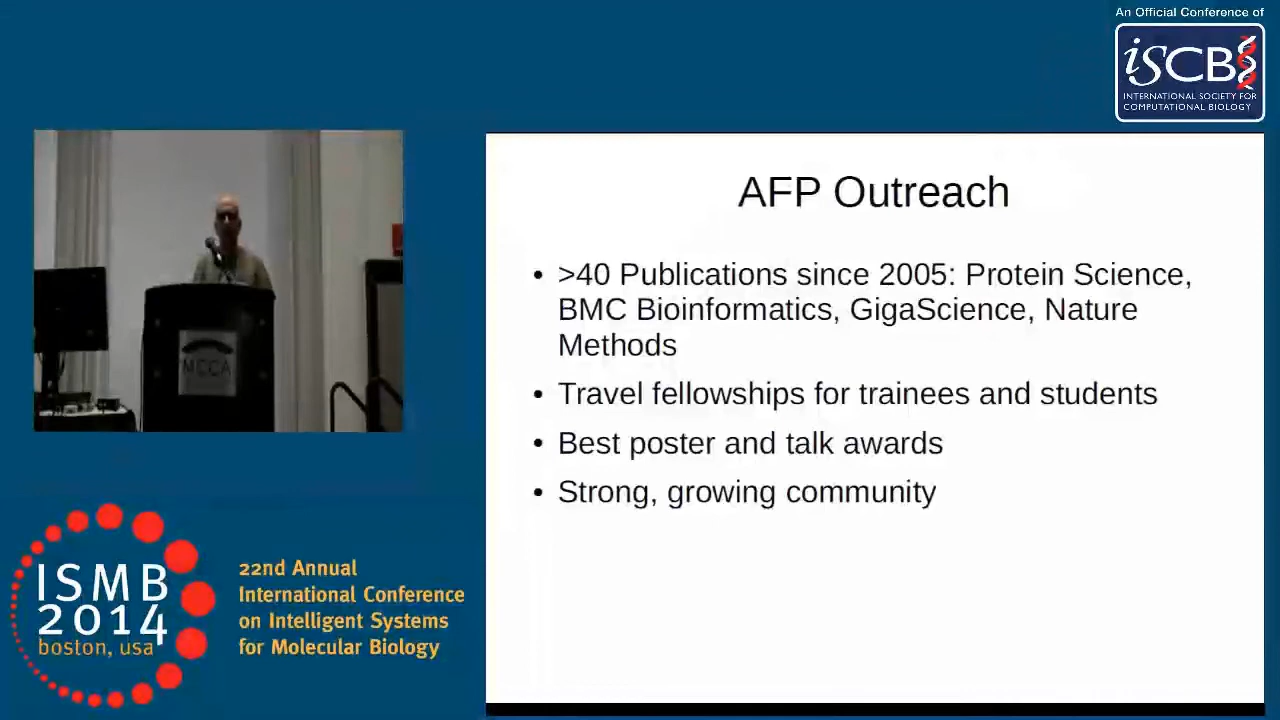 An Official Conference of
iSCB
INTERNATIONAL SOCIETY FOR
COMPUTATIONAL BIOLOGY
AFP Outreach
• >40 Publications since 2005: Protein Science,
BMC Bioinformatics, GigaScience, Nature
Methods
• Travel fellowships for trainees and students
• Best poster and talk awards
• Strong, growing community
MCCA
ISMB
2014
boston, usa
22nd Annual
International Conference
on Intelligent Systems
for Molecular Biology